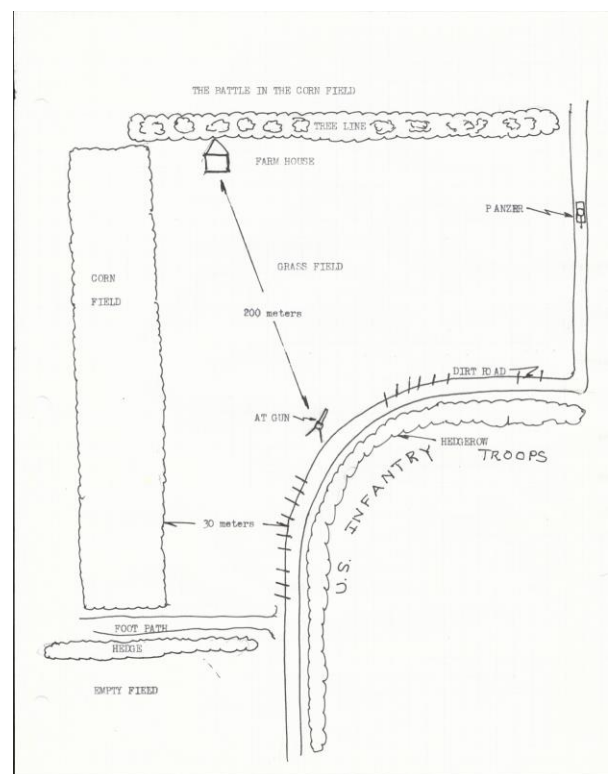 THE BATTLE IN THE CORN FIELD
TREE LINE
FARM HOUSE
PANZER
GRASS FIELD
CORN
FIELD
200 meters
DIRT ROAD
AT GUN
HEDGEROW
U.S. INFANTRY TROOPS
30 meters
FOOT PATH
HEDGE
EMPTY FIELD